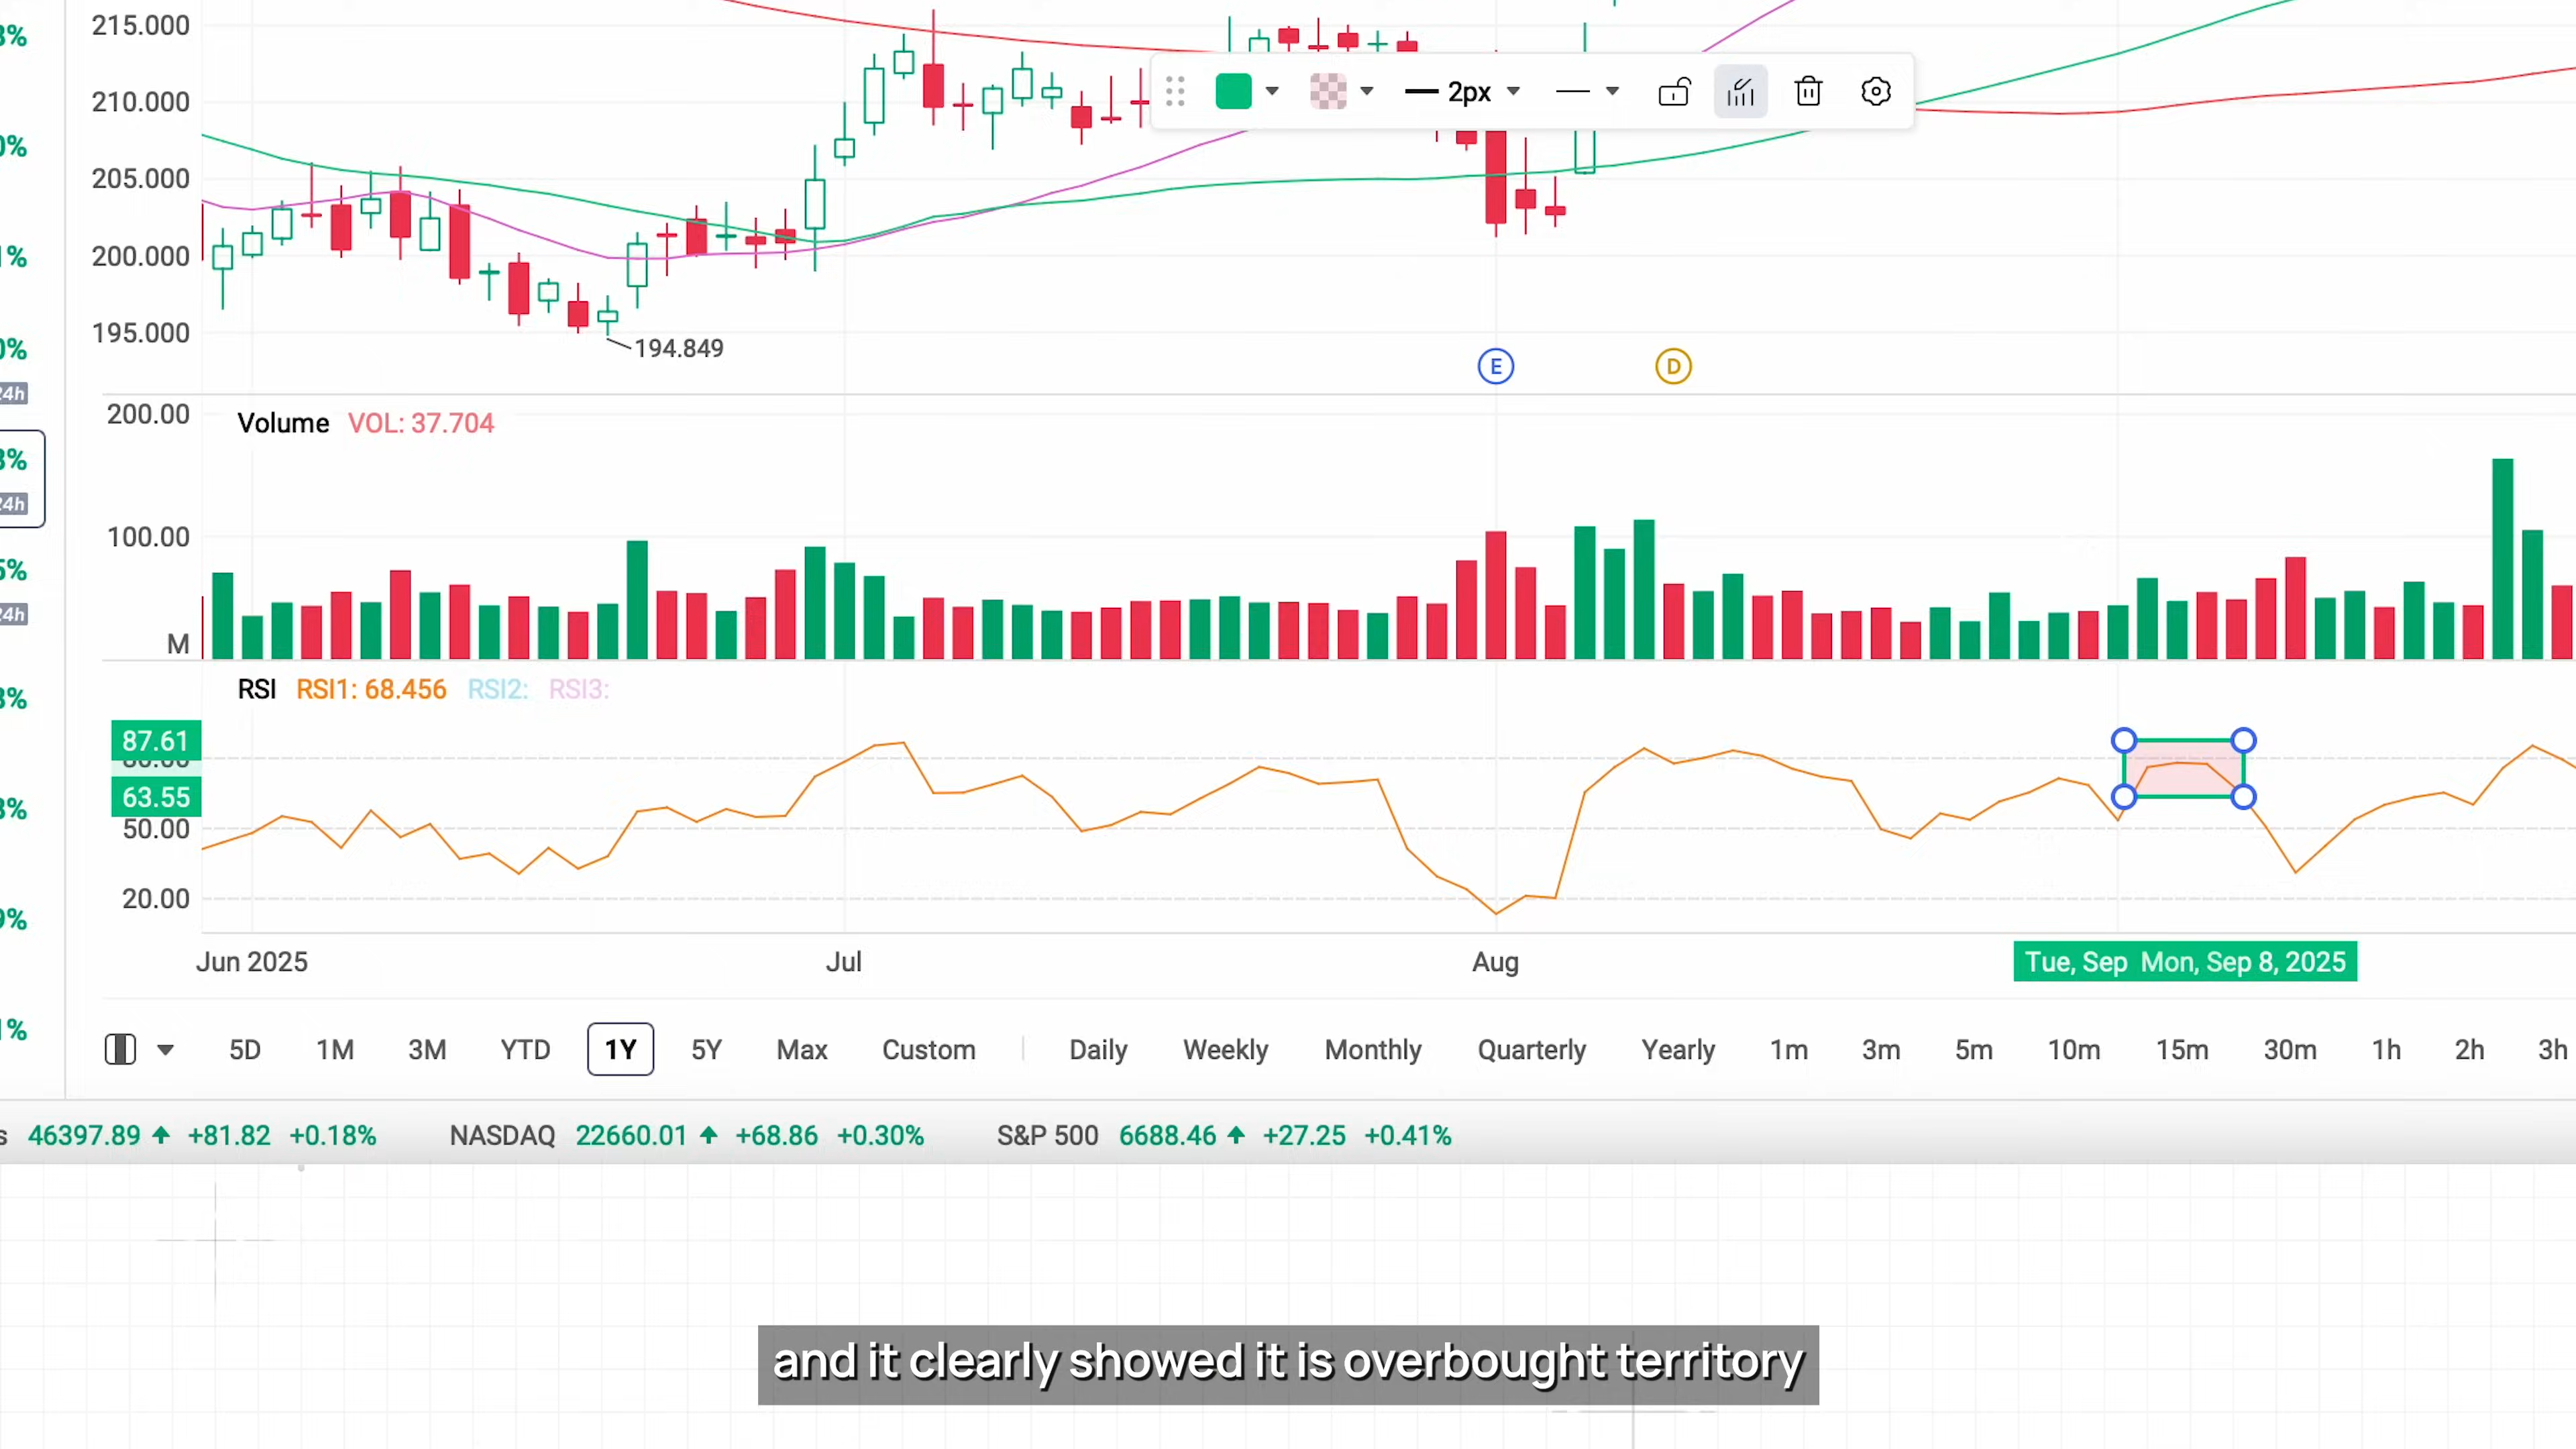 215.000
210.000
205.000
200.000
195.000
2px
194.849
E
D
200.00
Volume VOL: 37.704
100.00
M
RSI RSI1: 68.456 RSI2: RSI3:
87.61
63.55
50.00
20.00
Jun 2025 Jul Aug Tue, Sep Mon, Sep 8, 2025
5D 1M 3M YTD 1Y 5Y Max Custom Daily Weekly Monthly Quarterly Yearly 1m 3m 5m 10m 15m 30m 1h 2h 3h
s 46397.89 +81.82 +0.18% NASDAQ 22660.01 +68.86 +0.30% S&P 500 6688.46 +27.25 +0.41%
and it clearly showed it is overbought territory